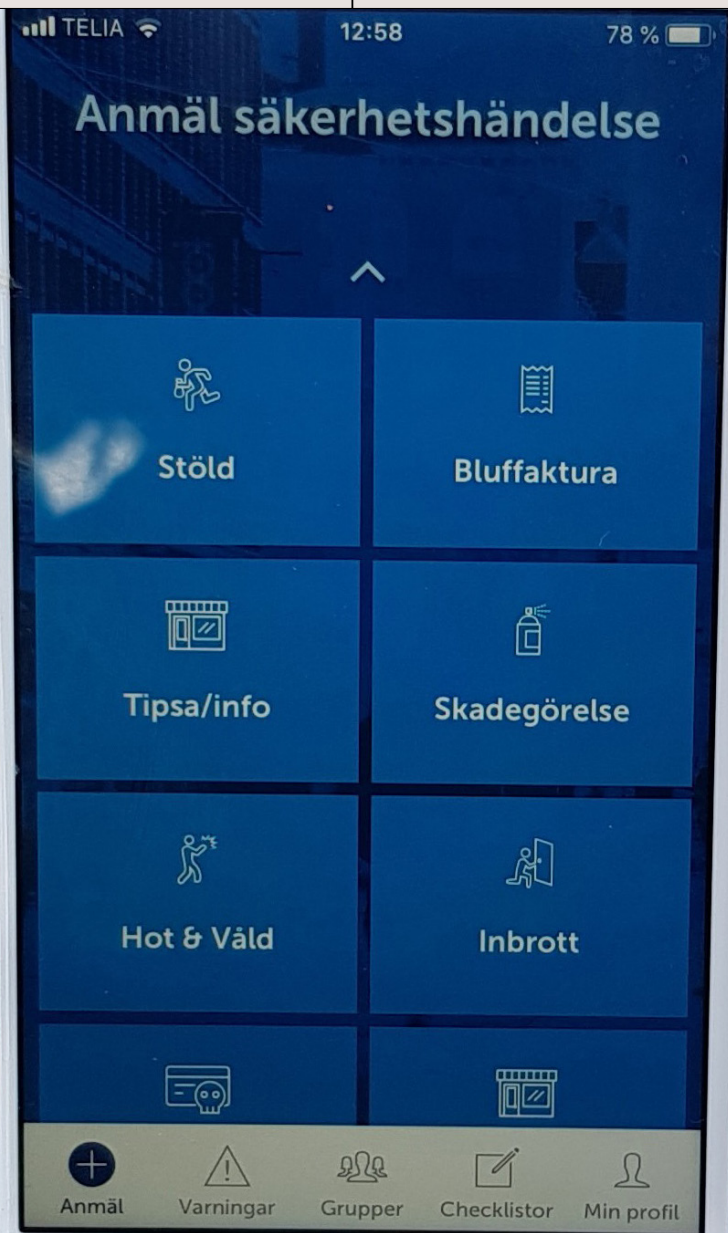 TELIA 12:58 78 %
Anmäl säkerhetshändelse
Stöld
Bluffaktura
Tipsa/info
Skadegörelse
Hot & Våld
Inbrott
Anmäl
Varningar
Grupper
Checklistor
Min profil